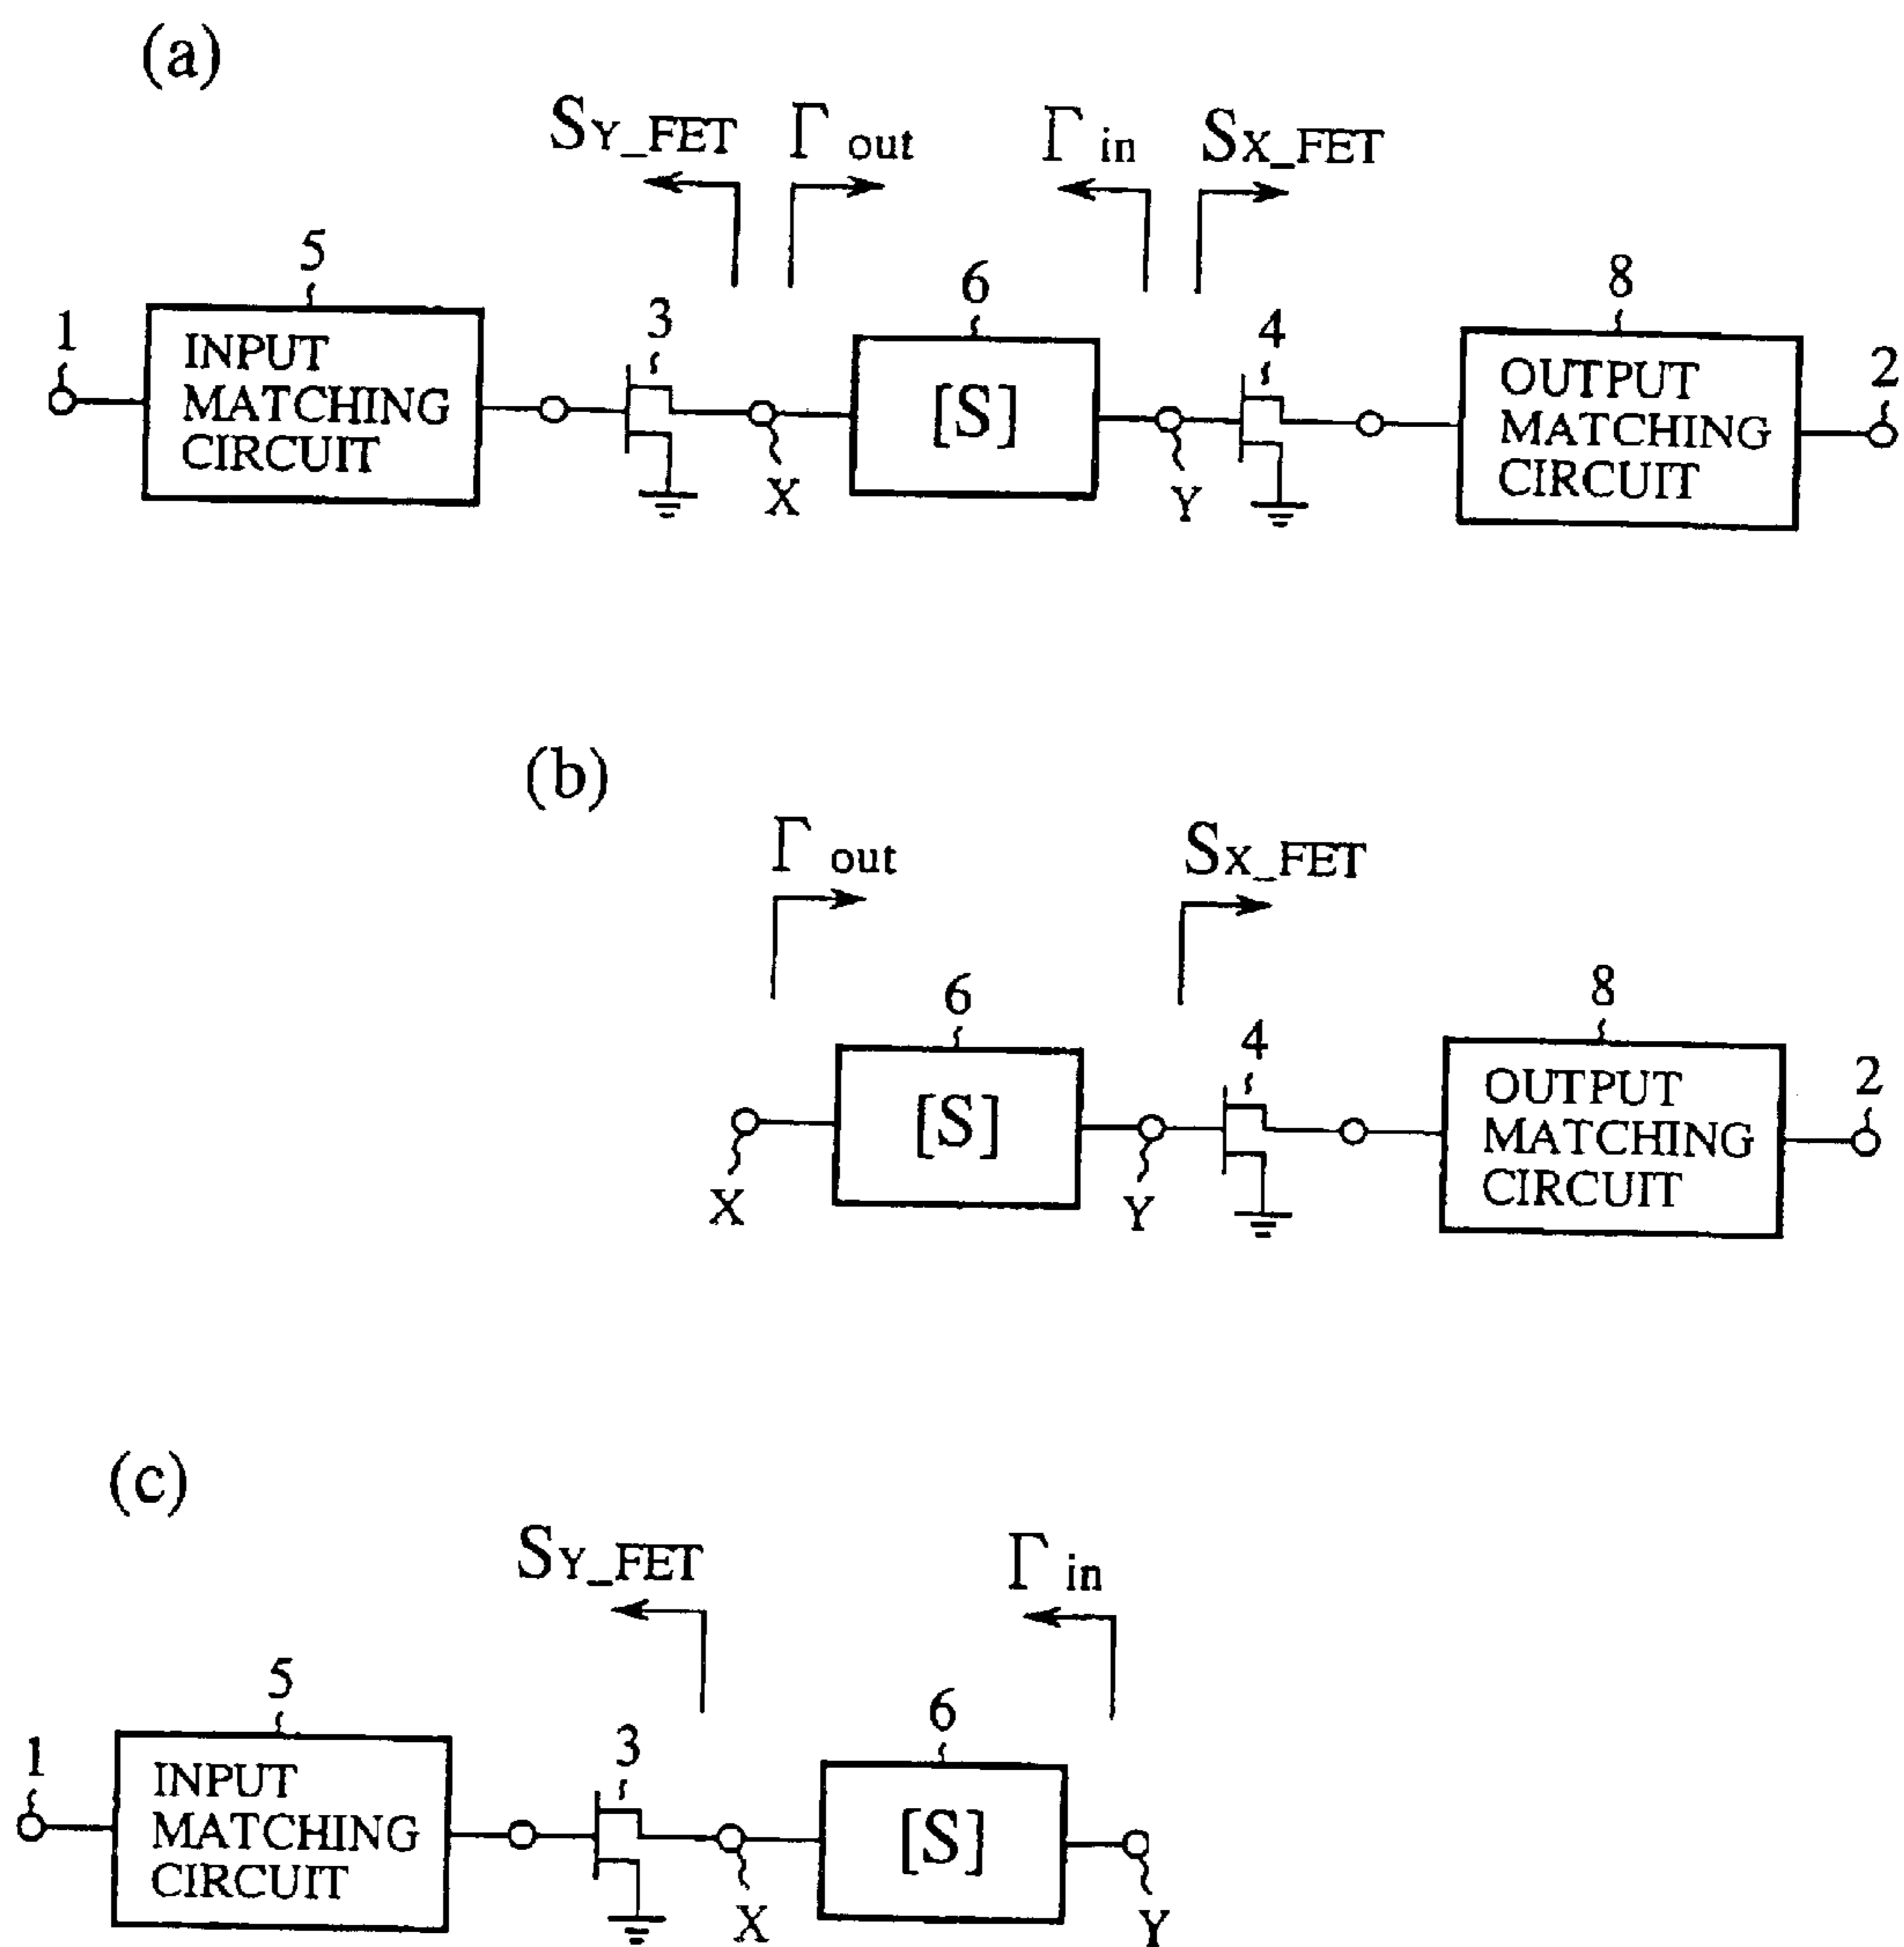 (a)
SY_FET Γout Γin SX_FET
5 6 8
1 3 4 2
INPUT
MATCHING
CIRCUIT
[S]
OUTPUT
MATCHING
CIRCUIT
X Y
(b)
Γout SX_FET
6 8
4 2
[S]
OUTPUT
MATCHING
CIRCUIT
X Y
(c)
SY_FET Γin
5 6
1 3
INPUT
MATCHING
CIRCUIT
[S]
X Y